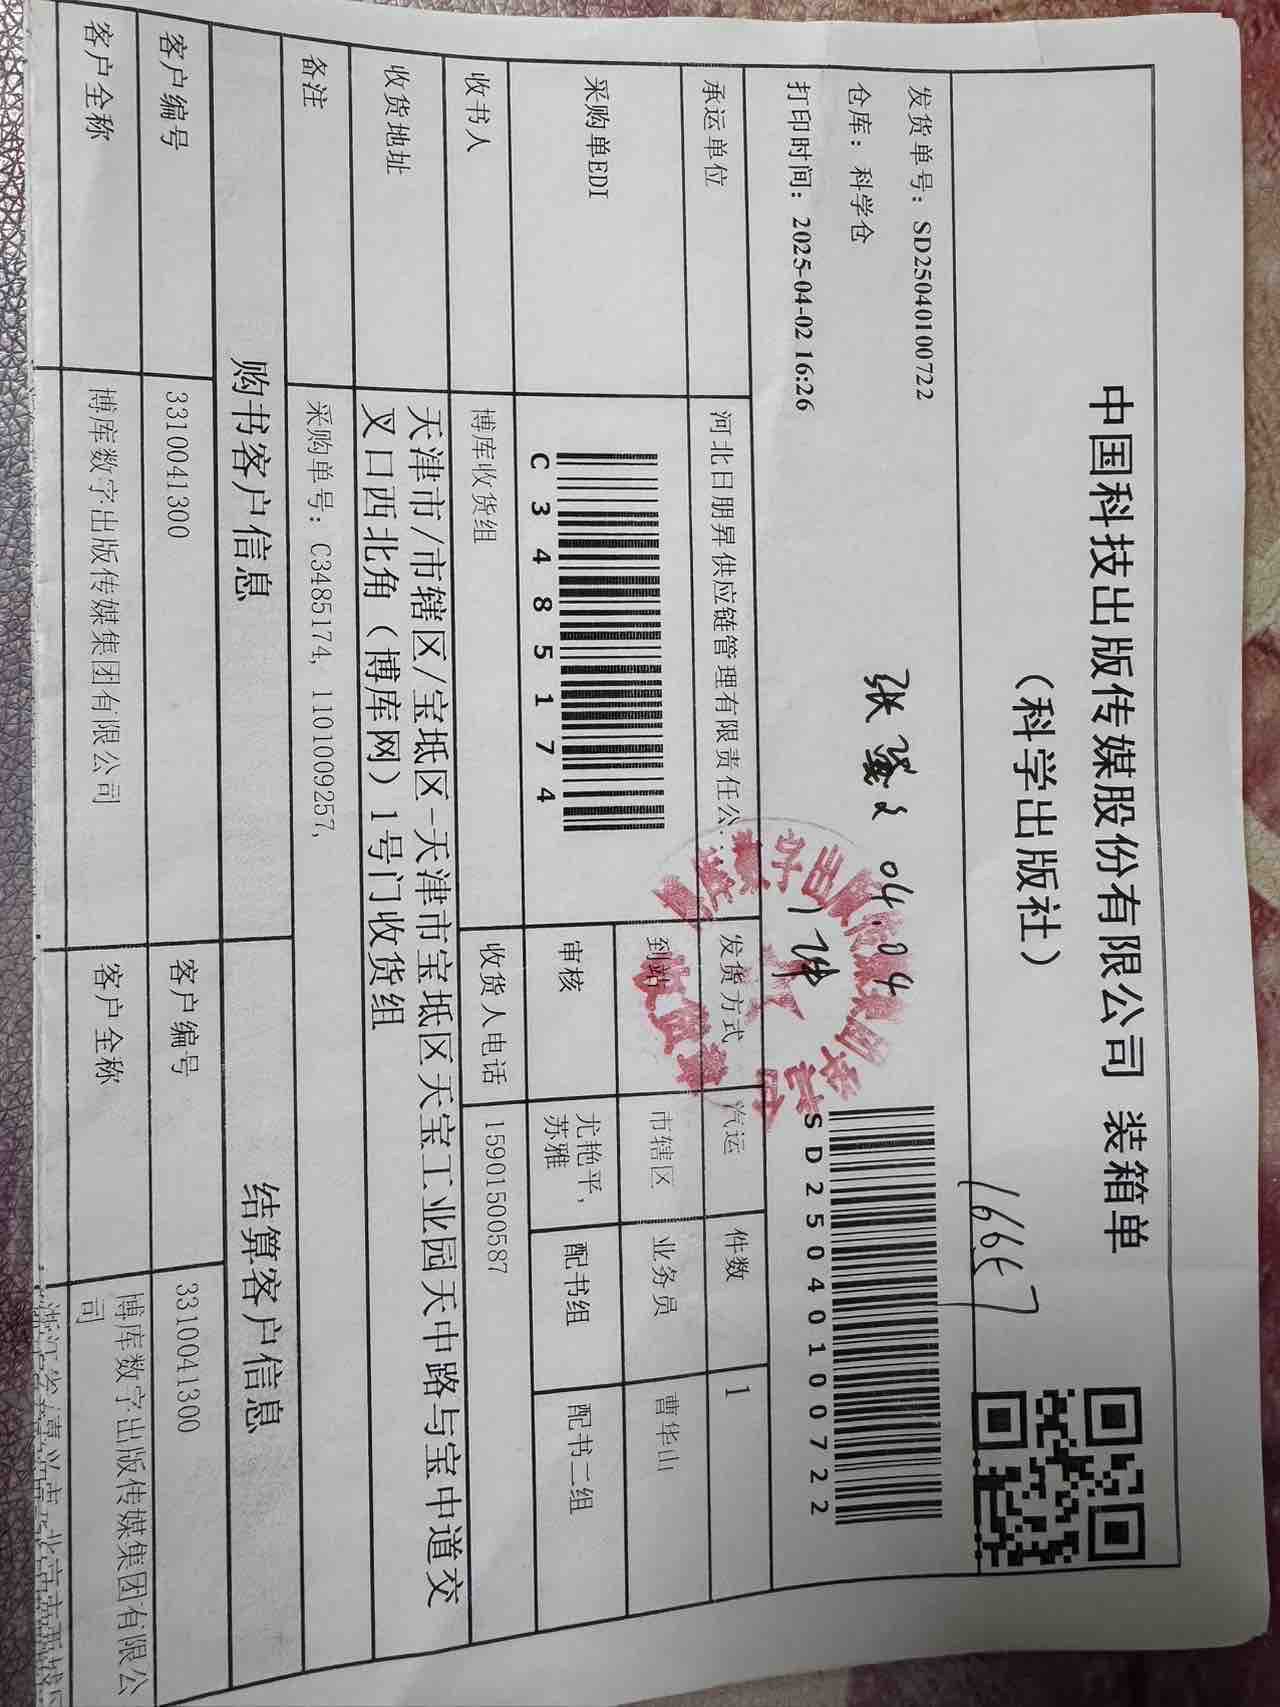 中国科技出版传媒股份有限公司 装箱单
（科学出版社）
16667
发货单号：SD25040100722
仓库：科学仓
打印时间：2025-04-02 16:26
04.04
1件
SD25040100722
承运单位
河北日朋昇供应链管理有限责任公...
发货方式
汽运
件数
1
采购单EDI
C3485174
到站
市辖区
业务员
曹华山
审核
尤艳平,
苏雅
配书组
配书二组
收书人
博库收货组
收货人电话
15901500587
收货地址
天津市/市辖区/宝坻区-天津市宝坻区天宝工业园天中路与宝中道交
叉口西北角（博库网）1号门收货组
备注
采购单号：C3485174, 1101009257,
购书客户信息
结算客户信息
客户编号
3310041300
客户编号
3310041300
客户全称
博库数字出版传媒集团有限公司
客户全称
博库数字出版传媒集团有限公
司